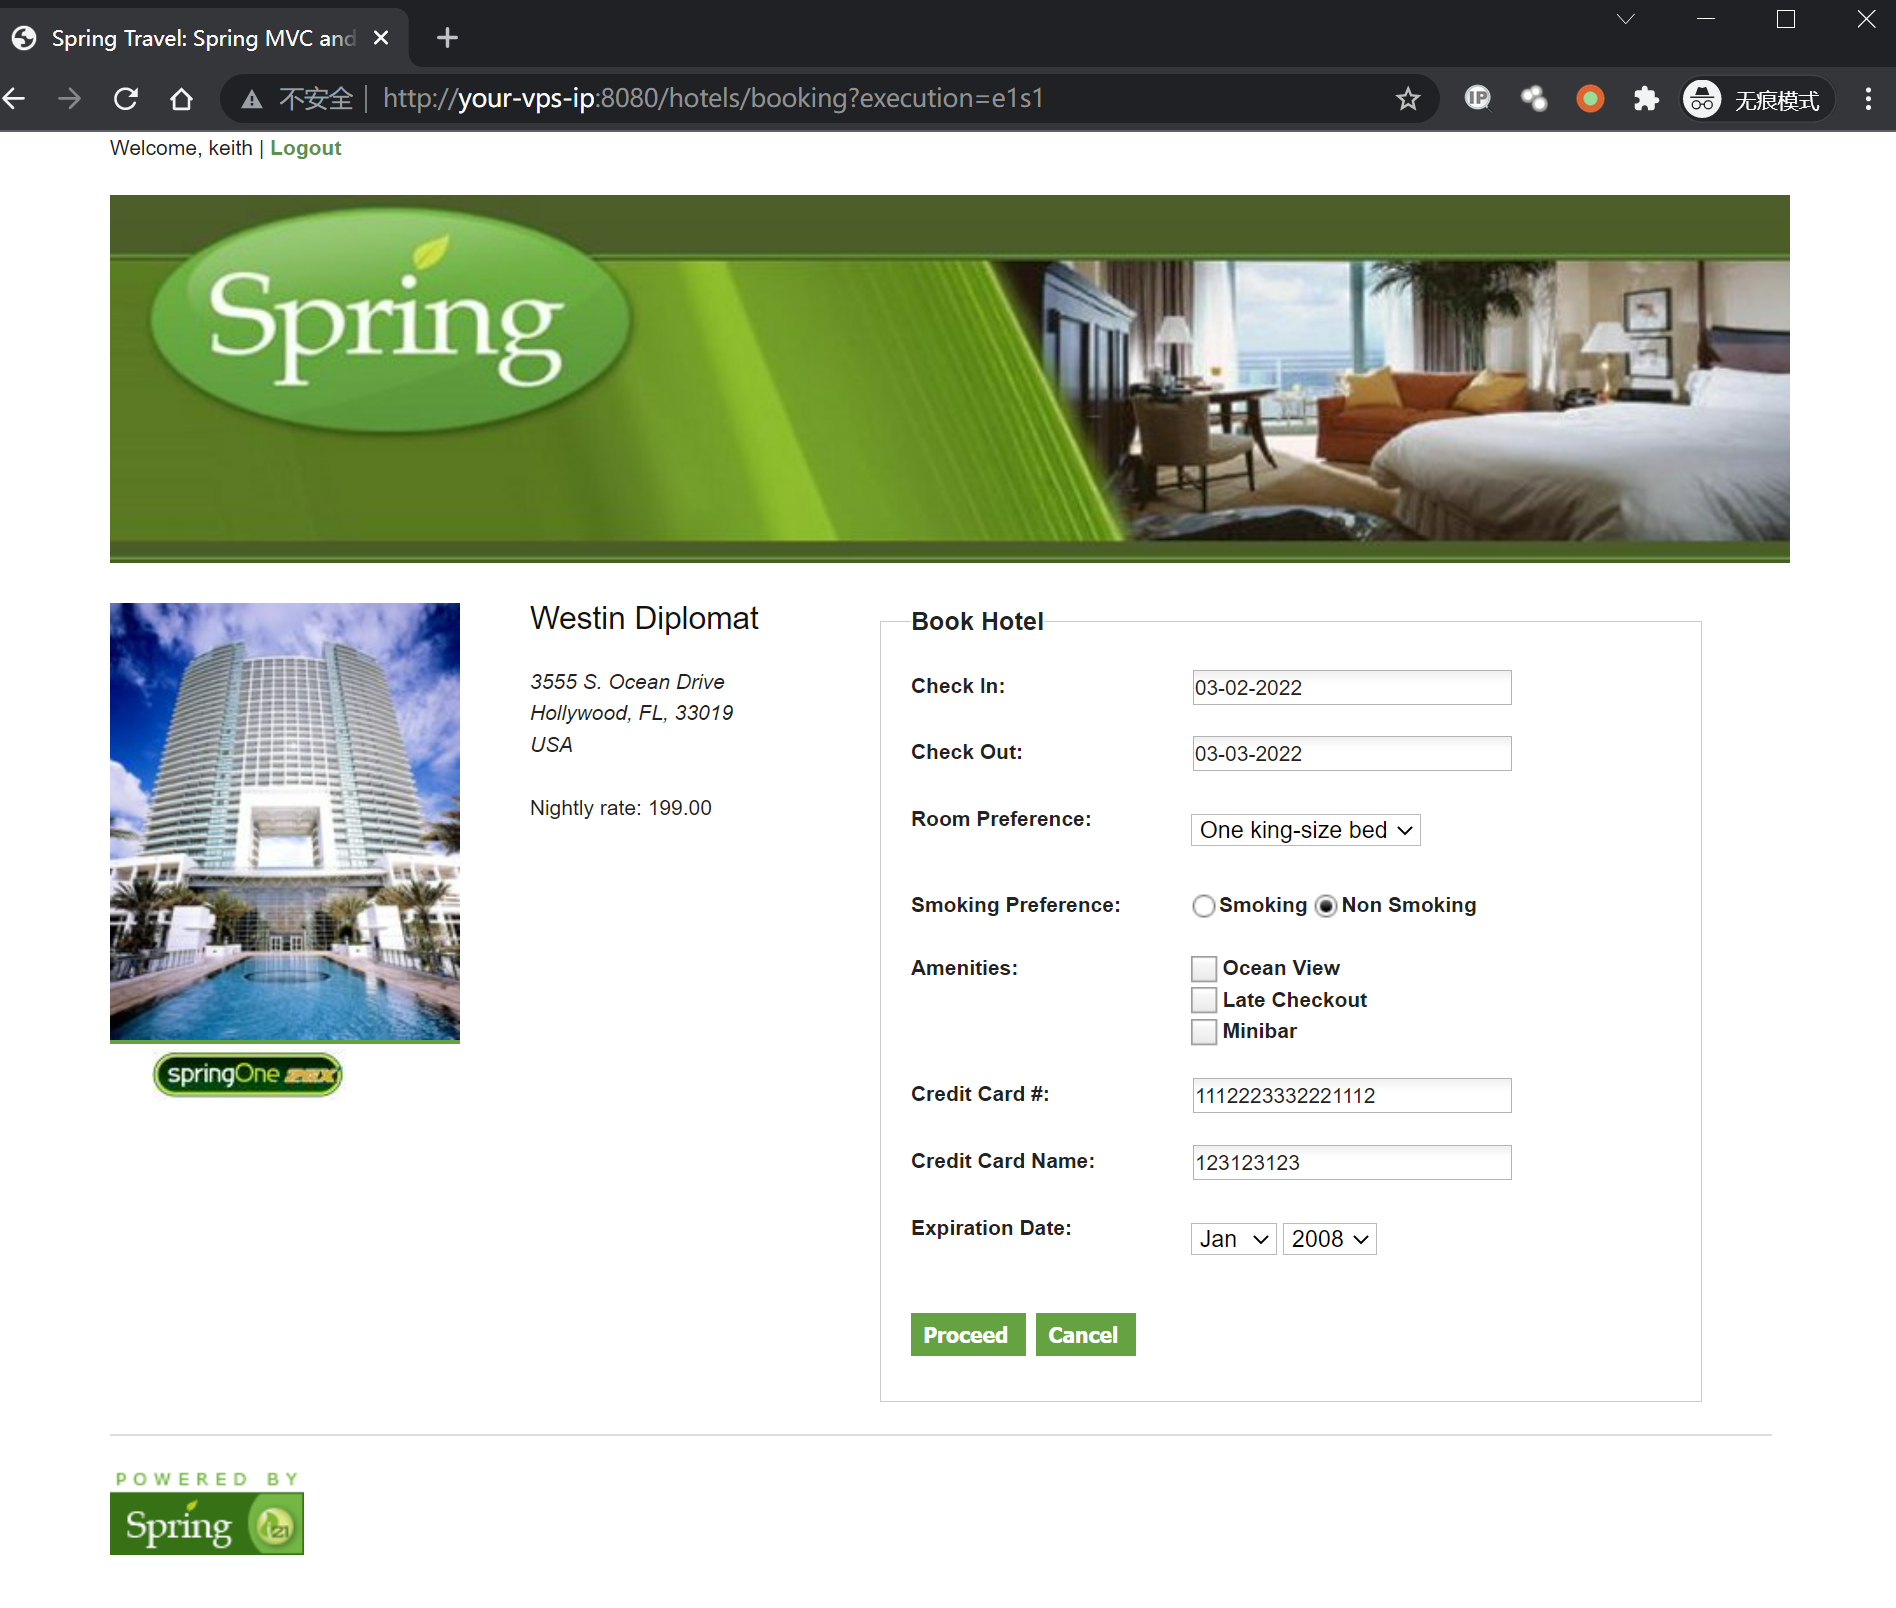 Spring Travel: Spring MVC and
不安全 | http://your-vps-ip:8080/hotels/booking?execution=e1s1
IP
无痕模式
Welcome, keith | Logout
Spring
Westin Diplomat
3555 S. Ocean Drive
Hollywood, FL, 33019
USA
Nightly rate: 199.00
springOne 2GX
Book Hotel
Check In:
03-02-2022
Check Out:
03-03-2022
Room Preference:
One king-size bed
Smoking Preference:
Smoking Non Smoking
Amenities:
Ocean View
Late Checkout
Minibar
Credit Card #:
1112223332221112
Credit Card Name:
123123123
Expiration Date:
Jan 2008
Proceed Cancel
POWERED BY
Spring i21